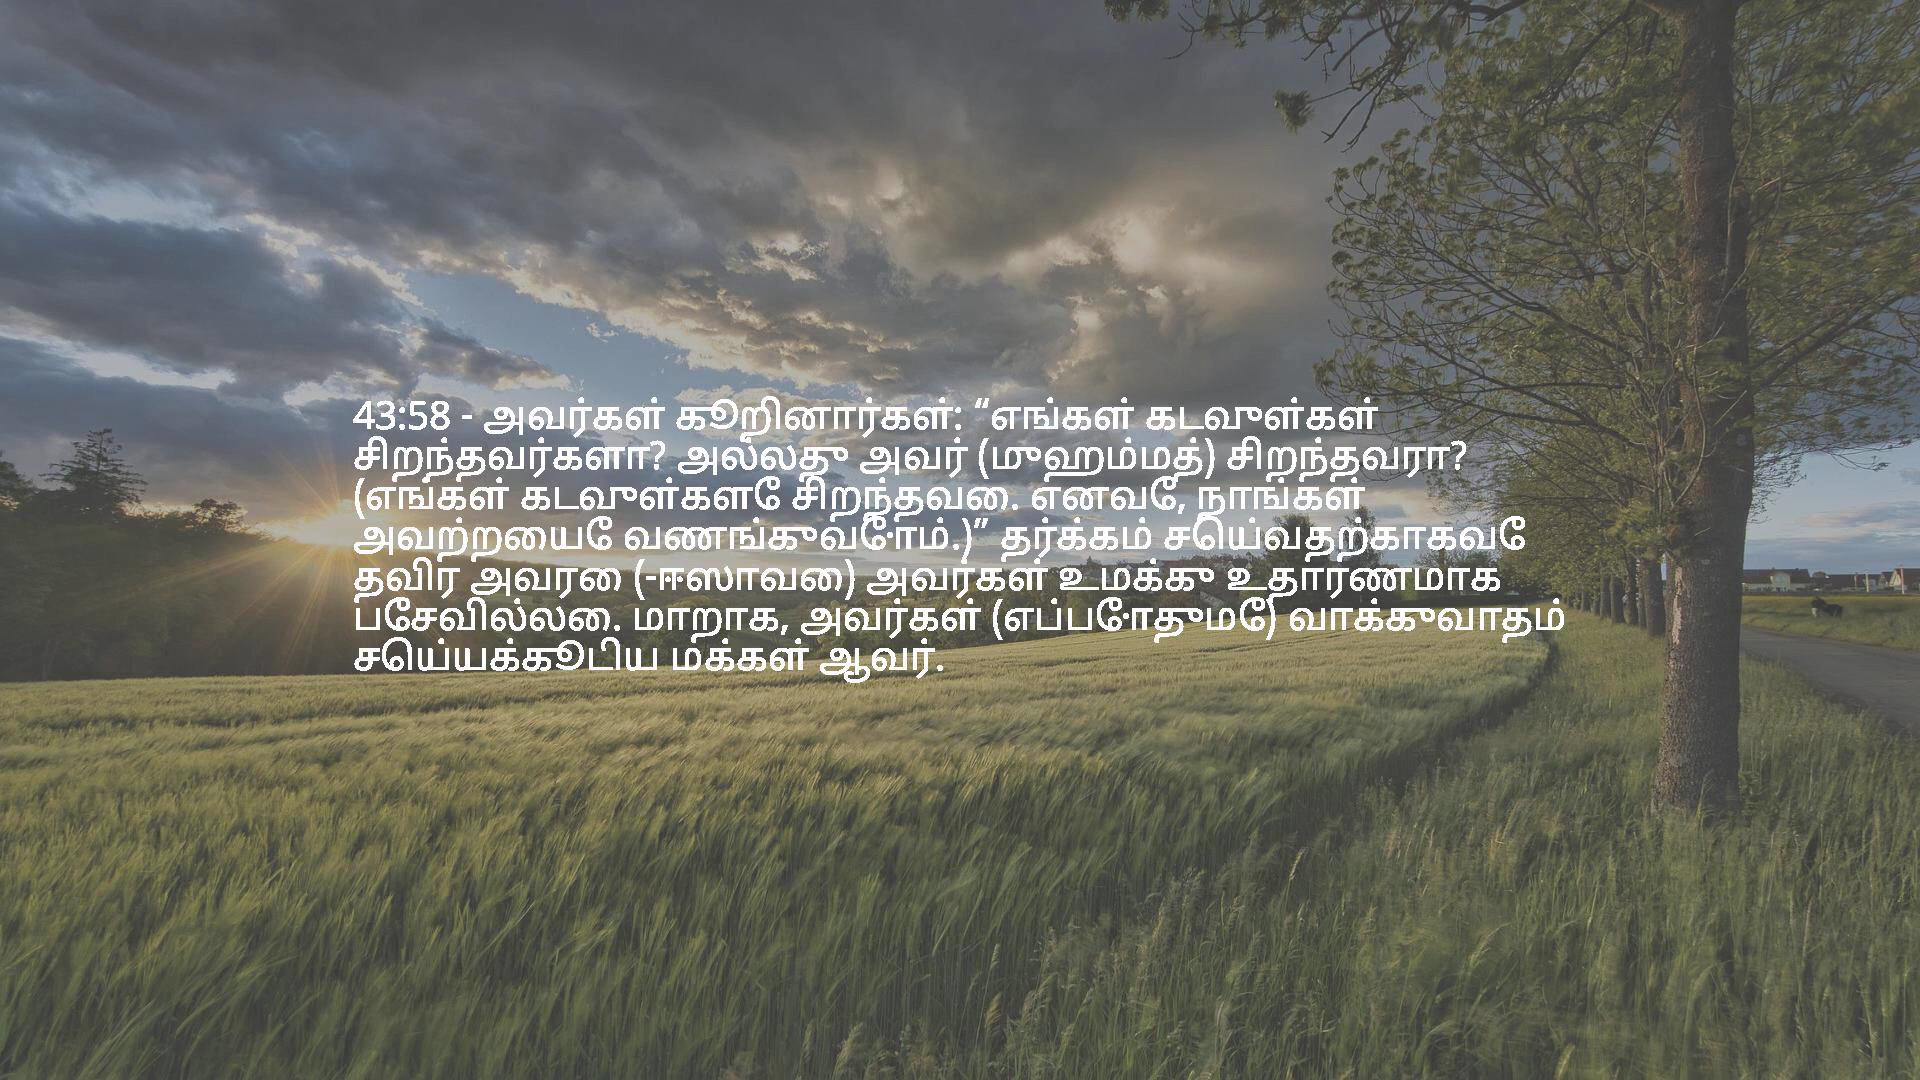 43:58 - அவர்கள் கூறினார்கள்: “எங்கள் கடவுள்கள்
சிறந்தவர்களா? அல்லது அவர் (முஹம்மத்) சிறந்தவரா?
(எங்கள் கடவுள்களே சிறந்தவை. எனவே, நாங்கள்
அவற்றையே வணங்குவோம்.)” தர்க்கம் செய்வதற்காகவே
தவிர அவரை (-ஈஸாவை) அவர்கள் உமக்கு உதாரணமாக
பேசவில்லை. மாறாக, அவர்கள் (எப்போதுமே) வாக்குவாதம்
செய்யக்கூடிய மக்கள் ஆவர்.